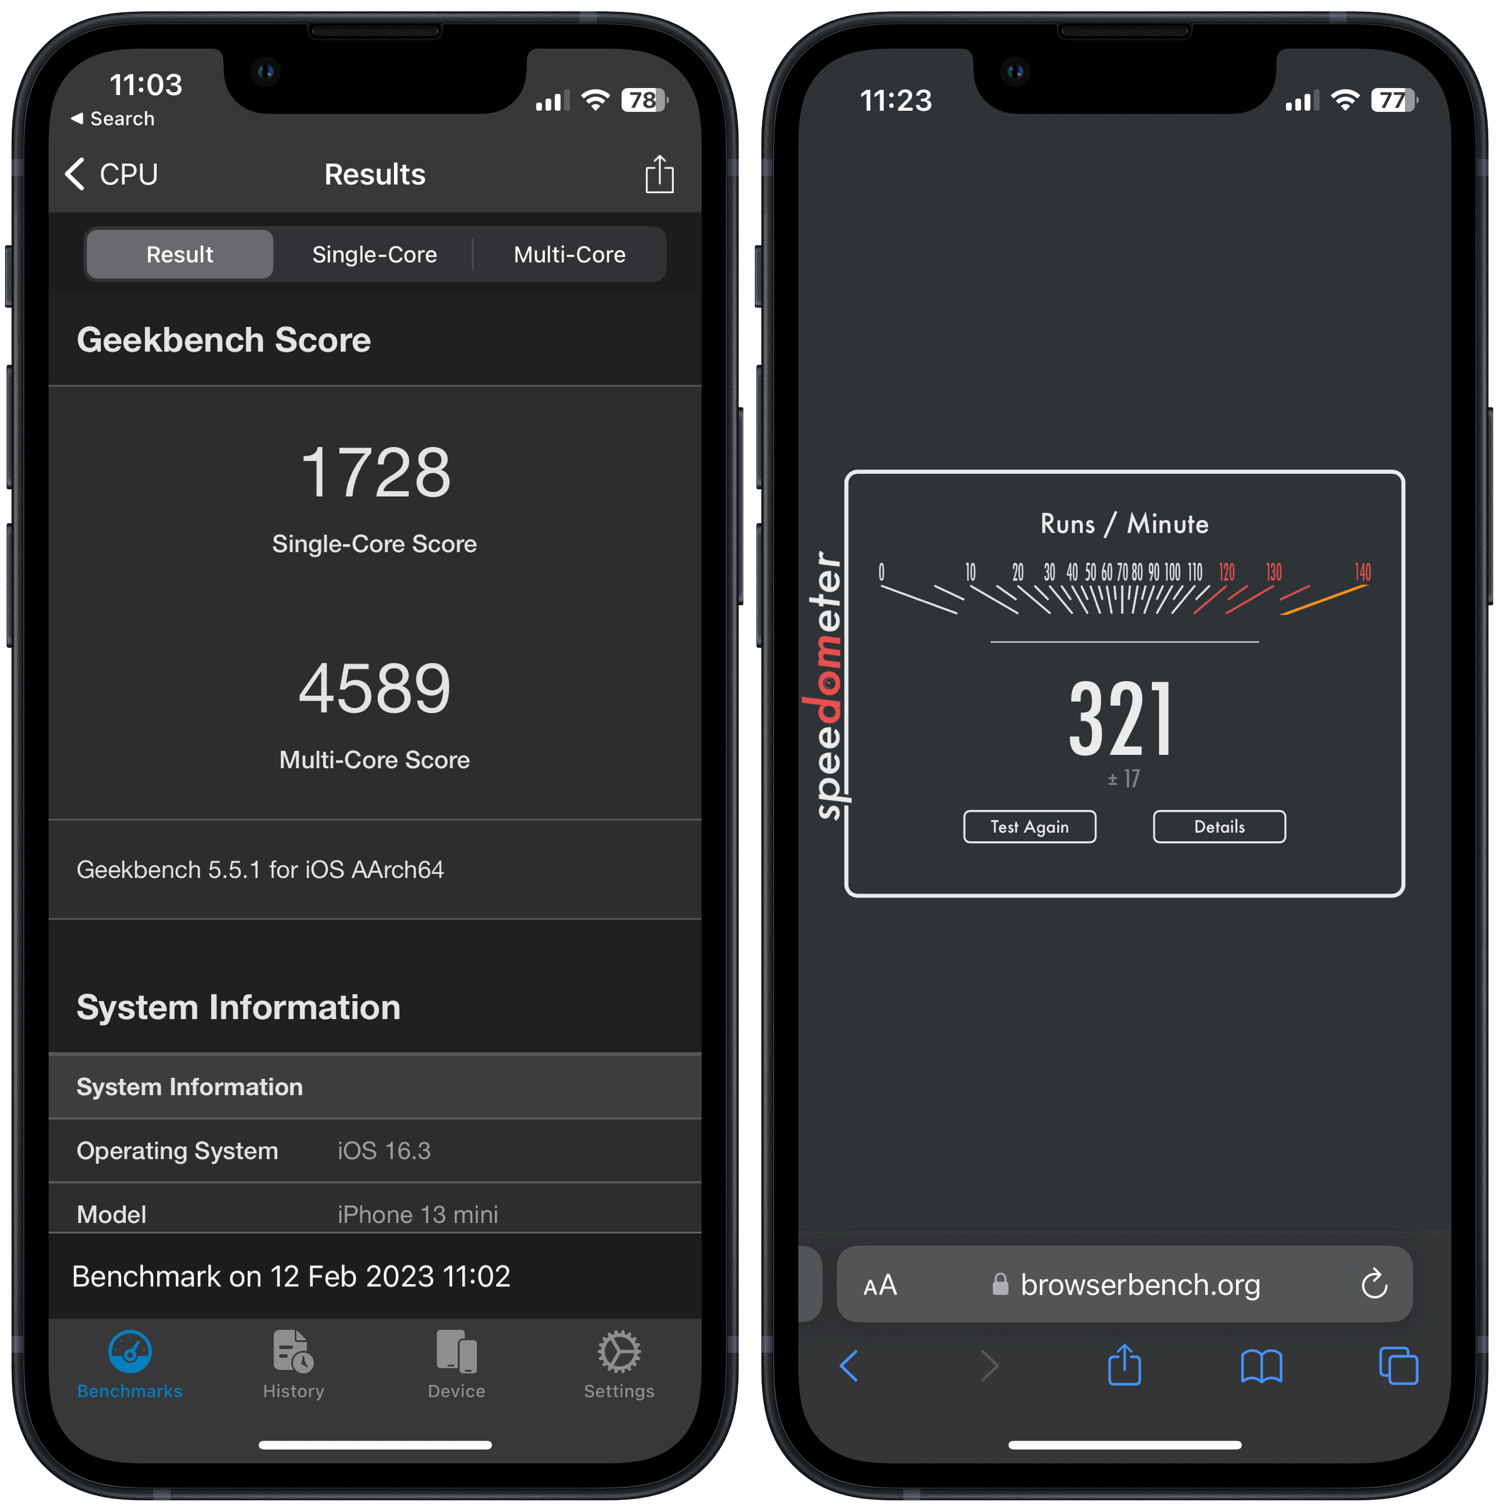 11:03
78
◀ Search
CPU
Results
Result
Single-Core
Multi-Core
Geekbench Score
1728
Single-Core Score
4589
Multi-Core Score
Geekbench 5.5.1 for iOS AArch64
System Information
System Information
Operating System iOS 16.3
Model iPhone 13 mini
Benchmark on 12 Feb 2023 11:02
Benchmarks
History
Device
Settings
11:23
77
speedometer
Runs / Minute
0 10 20 30 40 50 60 70 80 90 100 110 120 130 140
321
± 17
Test Again
Details
AA
browserbench.org